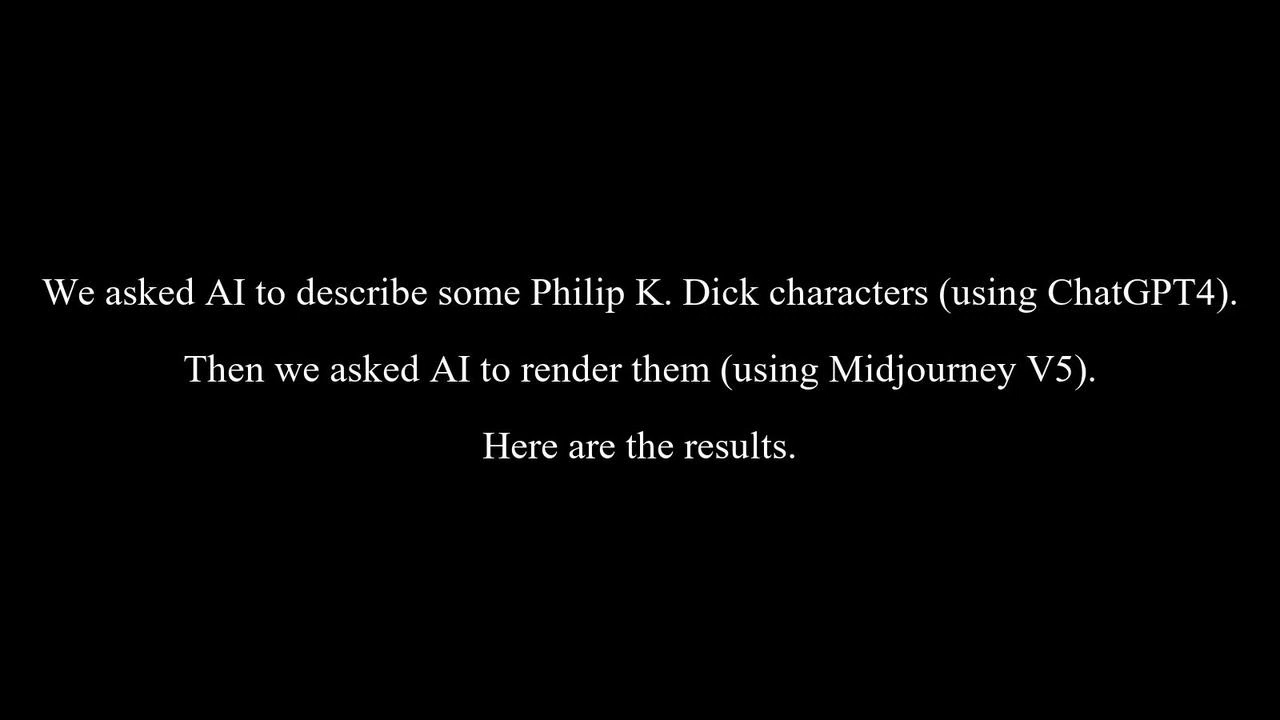 We asked AI to describe some Philip K. Dick characters (using ChatGPT4).
Then we asked AI to render them (using Midjourney V5).
Here are the results.